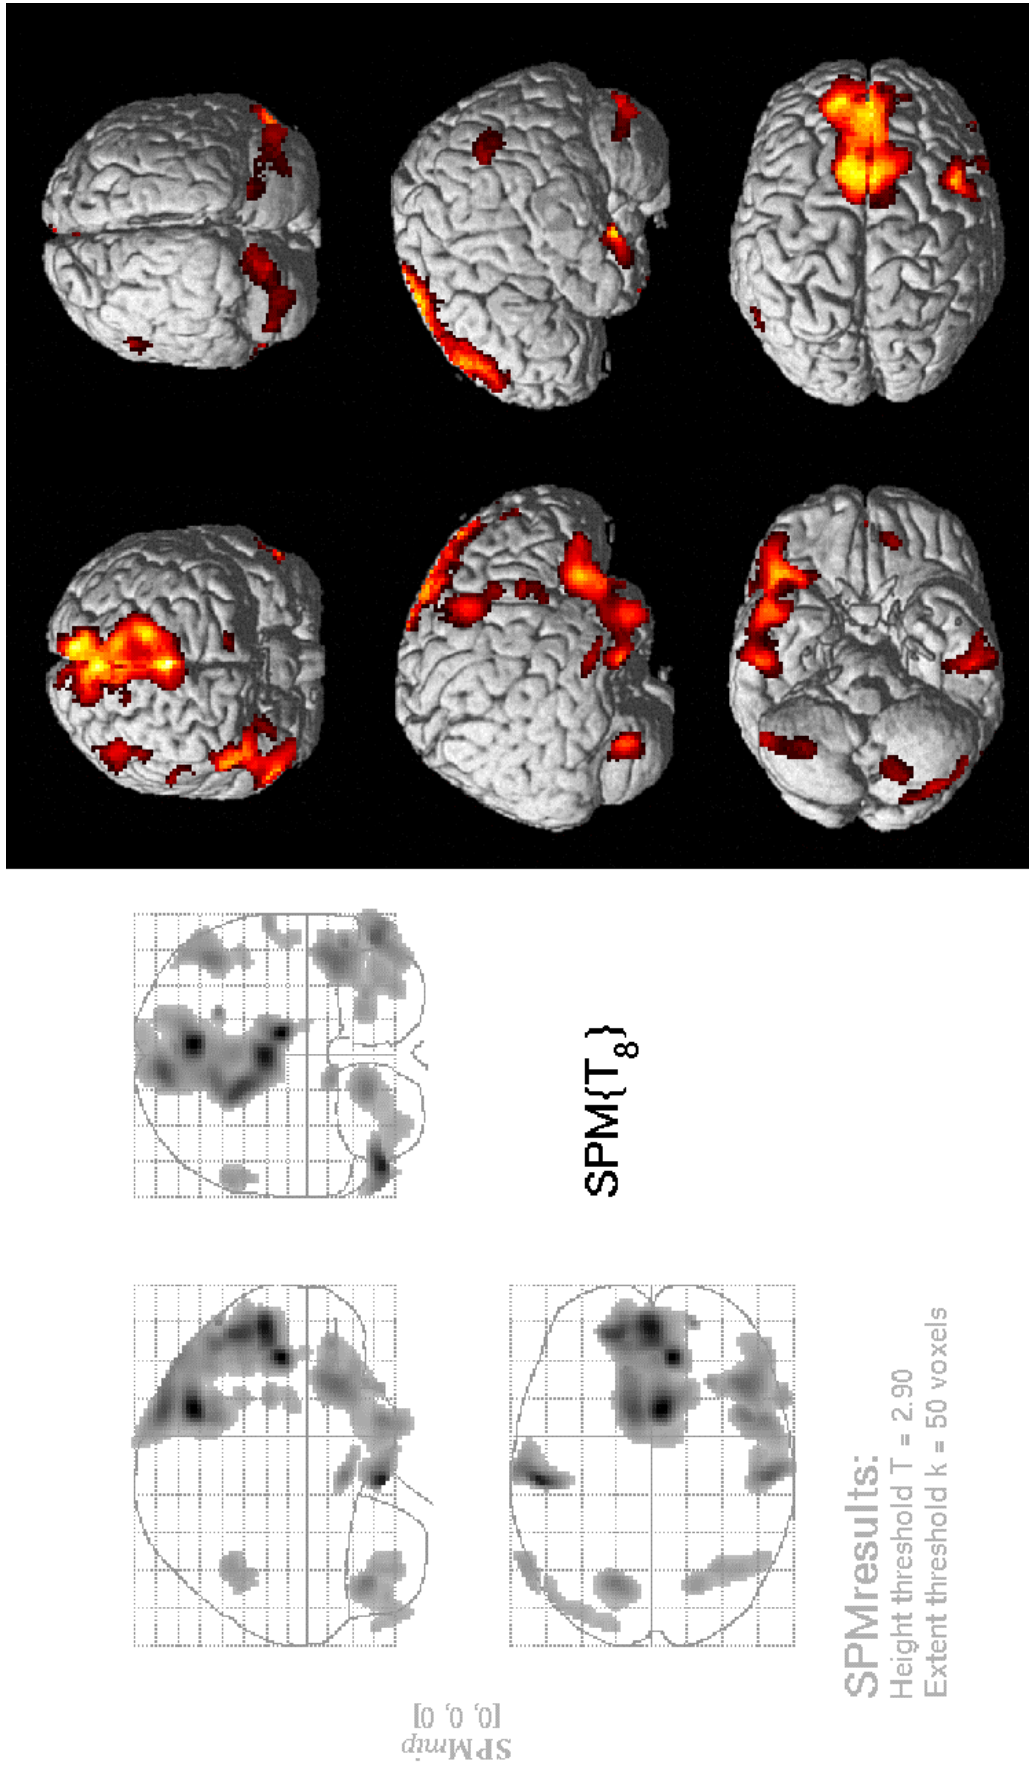 SPMmip
[0, 0, 0]
SPM{T8}
SPMresults:
Height threshold T = 2.90
Extent threshold k = 50 voxels